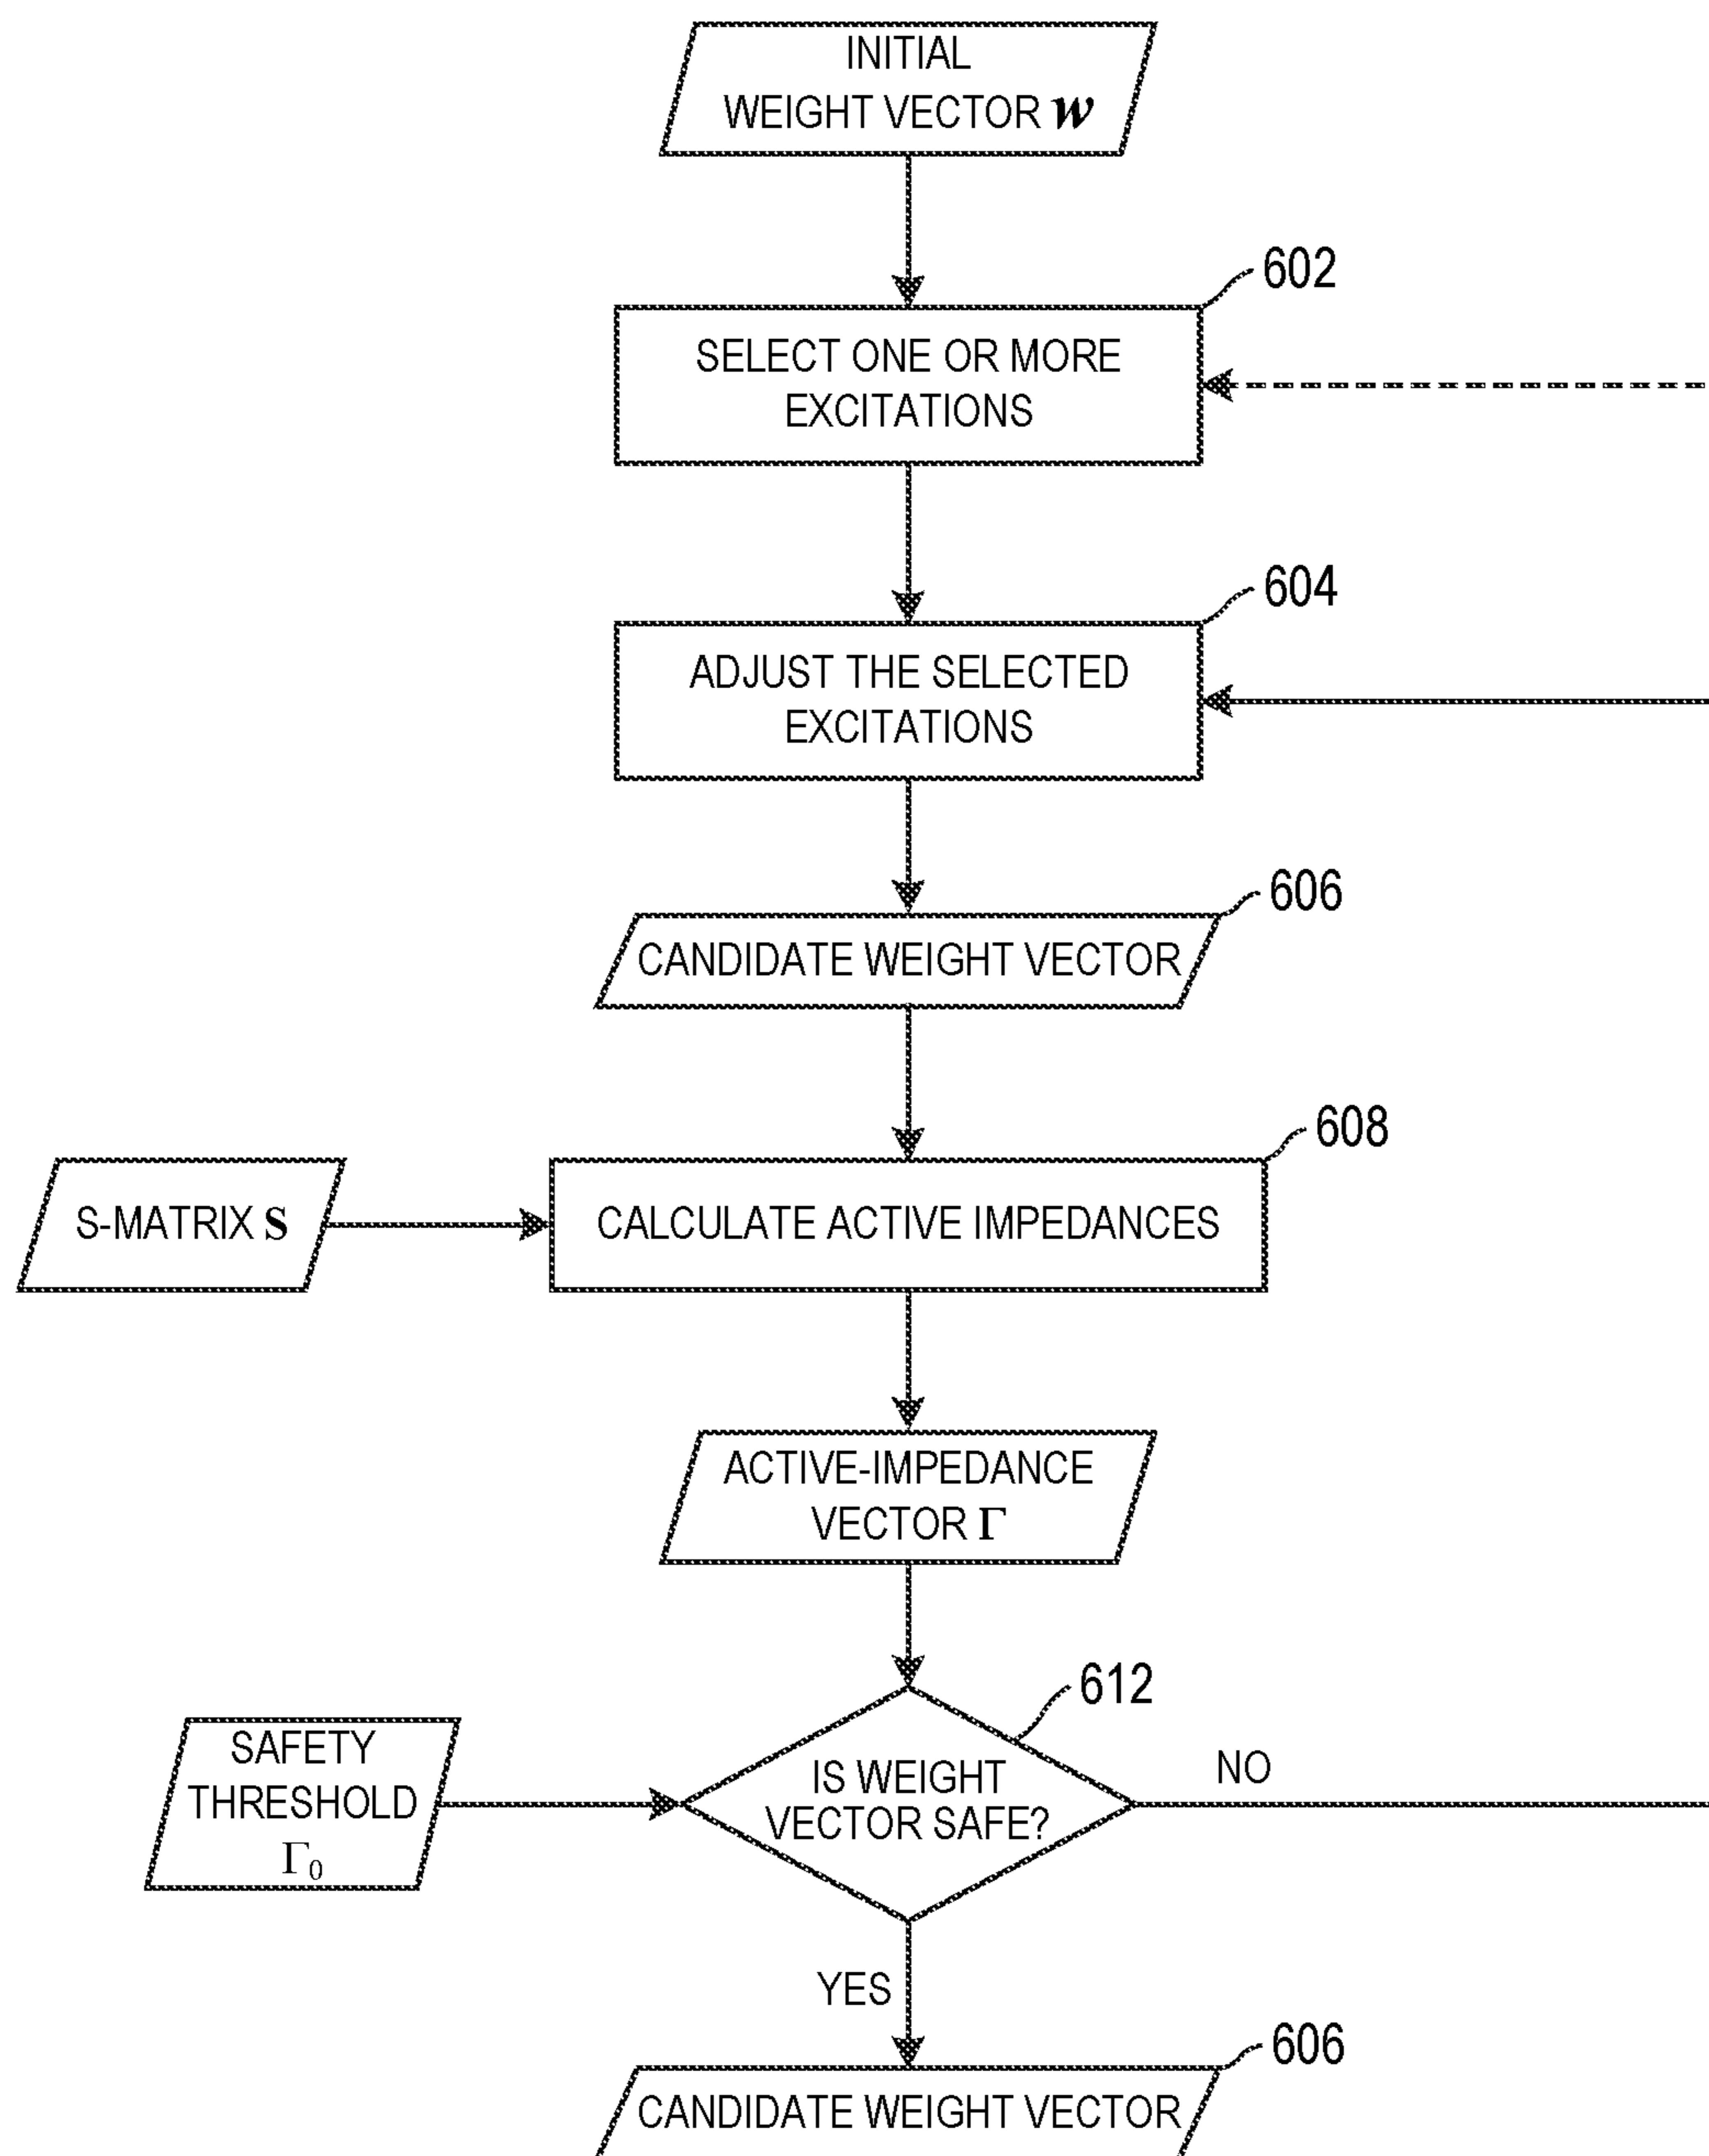 INITIAL
WEIGHT VECTOR w
602
SELECT ONE OR MORE
EXCITATIONS
604
ADJUST THE SELECTED
EXCITATIONS
606
CANDIDATE WEIGHT VECTOR
608
S-MATRIX S
CALCULATE ACTIVE IMPEDANCES
ACTIVE-IMPEDANCE
VECTOR Γ
612
SAFETY
THRESHOLD
Γ₀
IS WEIGHT
VECTOR SAFE?
NO
YES
606
CANDIDATE WEIGHT VECTOR